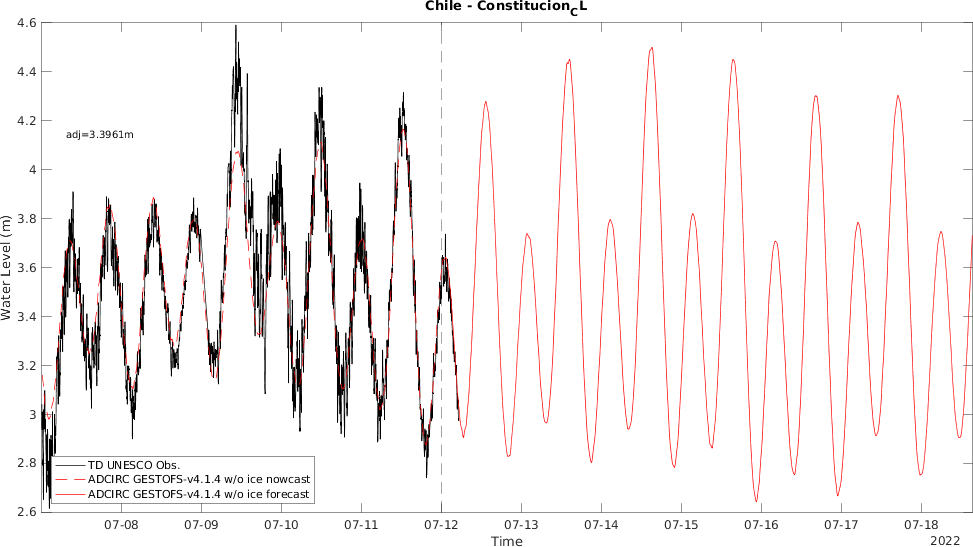 Chile - Constitucion_CL
4.6
4.4
4.2
4
3.8
3.6
3.4
3.2
3
2.8
2.6
Water Level (m)
adj=3.3961m
TD UNESCO Obs.
ADCIRC GESTOFS-v4.1.4 w/o ice nowcast
ADCIRC GESTOFS-v4.1.4 w/o ice forecast
07-08 07-09 07-10 07-11 07-12 07-13 07-14 07-15 07-16 07-17 07-18
Time
2022